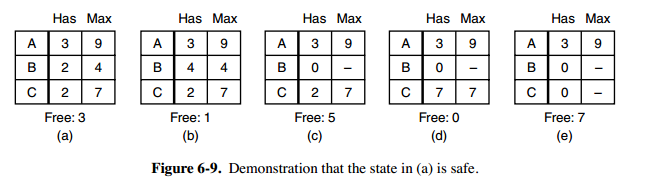 Has Max Has Max Has Max Has Max Has Max
A 3 9 A 3 9 A 3 9 A 3 9 A 3 9
B 2 4 B 4 4 B 0 – B 0 – B 0 –
C 2 7 C 2 7 C 2 7 C 7 7 C 0 –
Free: 3 Free: 1 Free: 5 Free: 0 Free: 7
(a) (b) (c) (d) (e)
Figure 6-9. Demonstration that the state in (a) is safe.